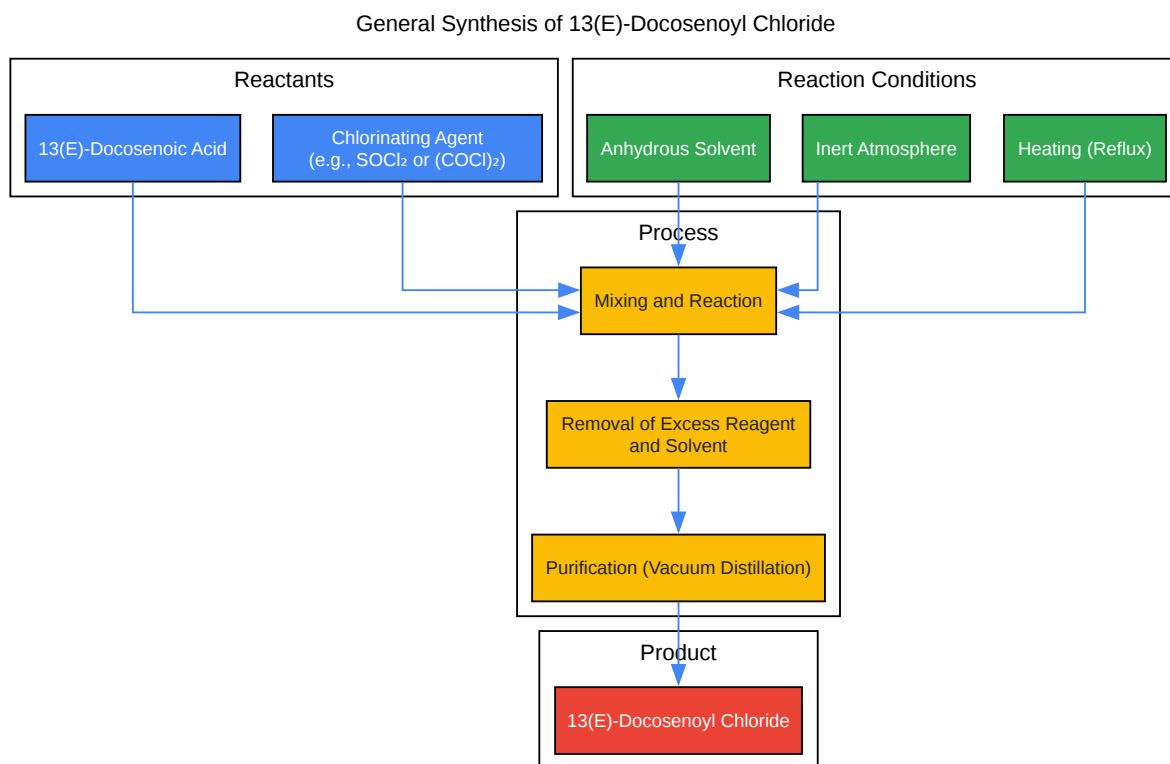 General Synthesis of 13(E)-Docosenoyl Chloride
Reactants
Reaction Conditions
13(E)-Docosenoic Acid
Chlorinating Agent
(e.g., SOCl₂ or (COCl)₂)
Anhydrous Solvent
Inert Atmosphere
Heating (Reflux)
Process
Mixing and Reaction
Removal of Excess Reagent
and Solvent
Purification (Vacuum Distillation)
Product
13(E)-Docosenoyl Chloride